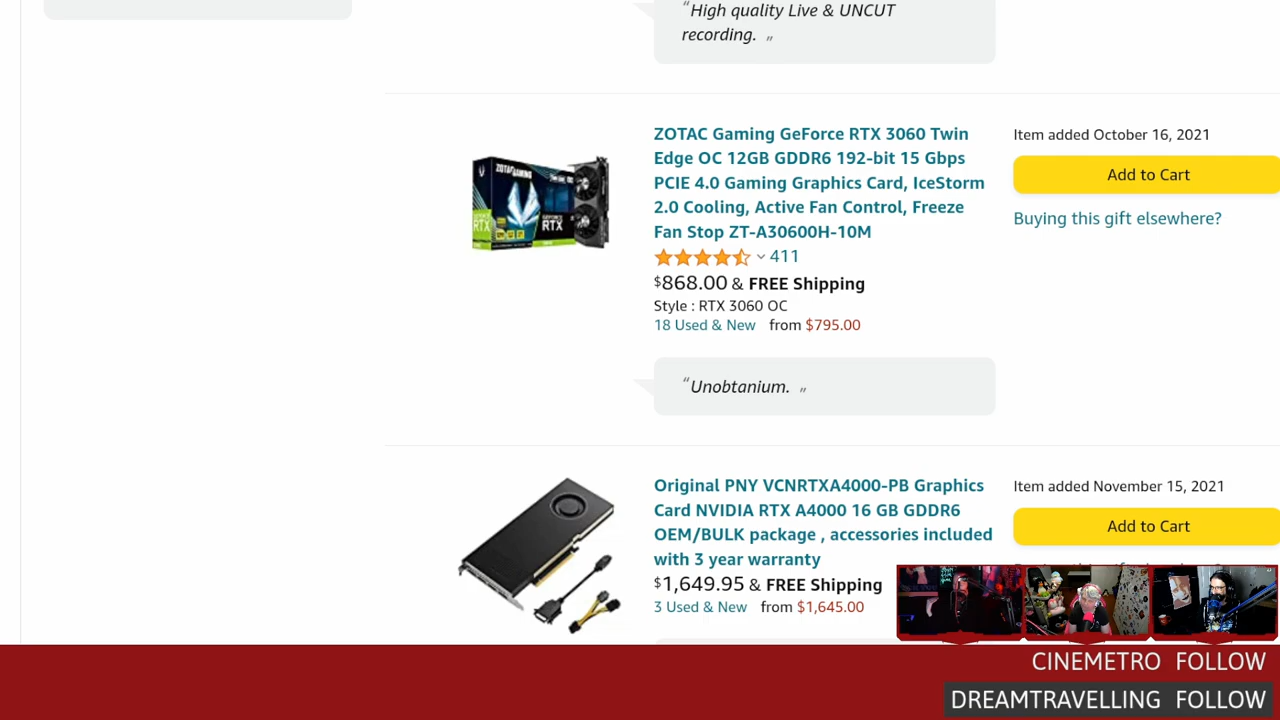 “High quality Live & UNCUT
recording. ”
ZOTAC Gaming GeForce RTX 3060 Twin
Edge OC 12GB GDDR6 192-bit 15 Gbps
PCIE 4.0 Gaming Graphics Card, IceStorm
2.0 Cooling, Active Fan Control, Freeze
Fan Stop ZT-A30600H-10M
411
$868.00 & FREE Shipping
Style : RTX 3060 OC
18 Used & New from $795.00
Item added October 16, 2021
Add to Cart
Buying this gift elsewhere?
ZOTAC GAMING
GEFORCE
RTX
“Unobtanium. ”
Original PNY VCNRTXA4000-PB Graphics
Card NVIDIA RTX A4000 16 GB GDDR6
OEM/BULK package , accessories included
with 3 year warranty
$1,649.95 & FREE Shipping
3 Used & New from $1,645.00
Item added November 15, 2021
Add to Cart
CINEMETRO FOLLOW
DREAMTRAVELLING FOLLOW